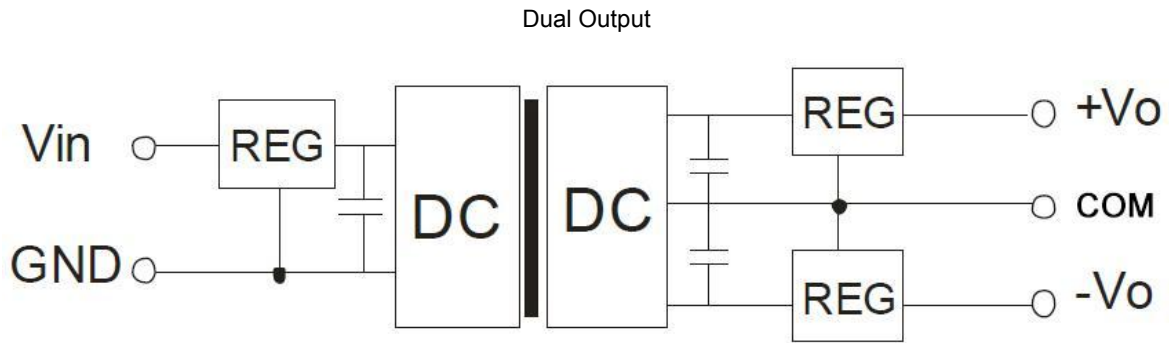 Dual Output
Vin
REG
GND
DC
DC
REG
+Vo
COM
REG
-Vo